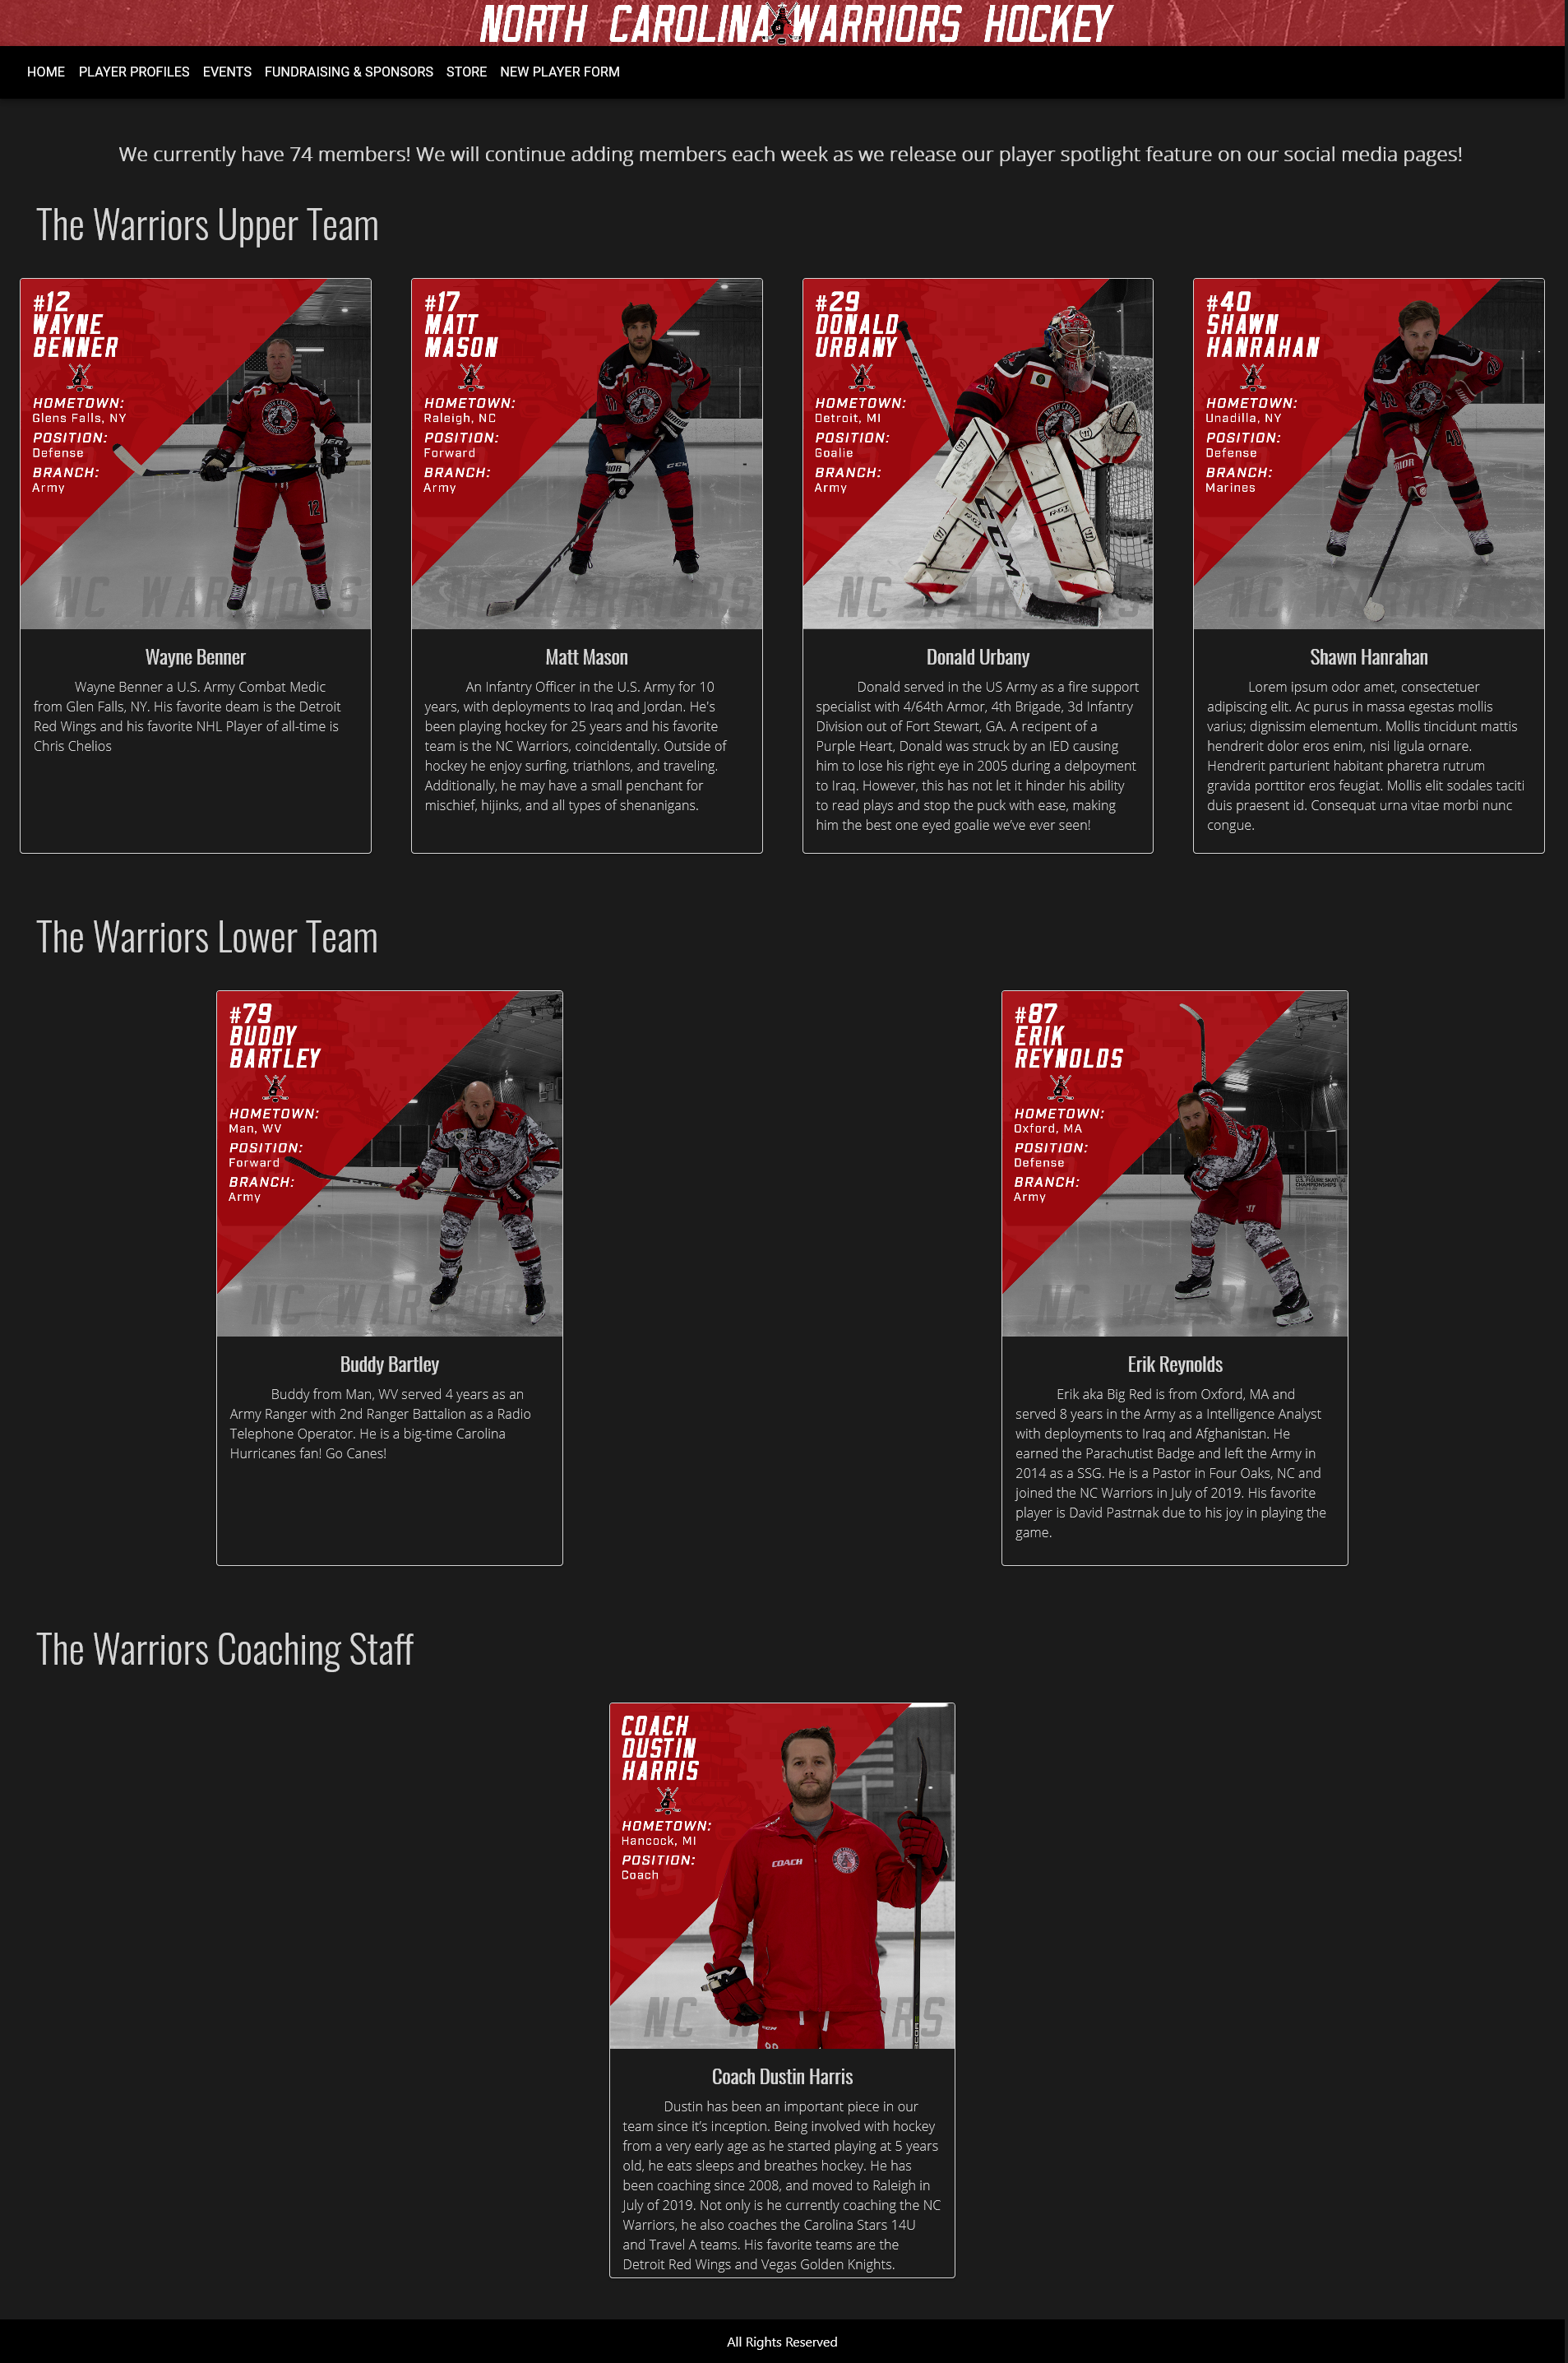 NORTH CAROLINA WARRIORS HOCKEY
HOME PLAYER PROFILES EVENTS FUNDRAISING & SPONSORS STORE NEW PLAYER FORM
We currently have 74 members! We will continue adding members each week as we release our player spotlight feature on our social media pages!
The Warriors Upper Team
#12
WAYNE
BENNER
HOMETOWN:
Glens Falls, NY
POSITION:
Defense
BRANCH:
Army
NC WARRIORS
Wayne Benner
Wayne Benner a U.S. Army Combat Medic
from Glen Falls, NY. His favorite deam is the Detroit
Red Wings and his favorite NHL Player of all-time is
Chris Chelios
#17
MATT
MASON
HOMETOWN:
Raleigh, NC
POSITION:
Forward
BRANCH:
Army
NC WARRIORS
Matt Mason
An Infantry Officer in the U.S. Army for 10
years, with deployments to Iraq and Jordan. He's
been playing hockey for 25 years and his favorite
team is the NC Warriors, coincidentally. Outside of
hockey he enjoy surfing, triathlons, and traveling.
Additionally, he may have a small penchant for
mischief, hijinks, and all types of shenanigans.
#29
DONALD
URBANY
HOMETOWN:
Detroit, MI
POSITION:
Goalie
BRANCH:
Army
CCM
CCM
NC WARRIORS
Donald Urbany
Donald served in the US Army as a fire support
specialist with 4/64th Armor, 4th Brigade, 3d Infantry
Division out of Fort Stewart, GA. A recipent of a
Purple Heart, Donald was struck by an IED causing
him to lose his right eye in 2005 during a delpoyment
to Iraq. However, this has not let it hinder his ability
to read plays and stop the puck with ease, making
him the best one eyed goalie we've ever seen!
#40
SHAWN
HANRAHAN
HOMETOWN:
Unadilla, NY
POSITION:
Defense
BRANCH:
Marines
NC WARRIORS
Shawn Hanrahan
Lorem ipsum odor amet, consectetuer
adipiscing elit. Ac purus in massa egestas mollis
varius; dignissim elementum. Mollis tincidunt mattis
hendrerit dolor eros enim, nisi ligula ornare.
Hendrerit parturient habitant pharetra rutrum
gravida porttitor eros feugiat. Mollis elit sodales taciti
duis praesent id. Consequat urna vitae morbi nunc
congue.
The Warriors Lower Team
#79
BUDDY
BARTLEY
HOMETOWN:
Man, WV
POSITION:
Forward
BRANCH:
Army
NC WARRIORS
Buddy Bartley
Buddy from Man, WV served 4 years as an
Army Ranger with 2nd Ranger Battalion as a Radio
Telephone Operator. He is a big-time Carolina
Hurricanes fan! Go Canes!
#87
ERIK
REYNOLDS
HOMETOWN:
Oxford, MA
POSITION:
Defense
BRANCH:
Army
NC WARRIORS
Erik Reynolds
Erik aka Big Red is from Oxford, MA and
served 8 years in the Army as a Intelligence Analyst
with deployments to Iraq and Afghanistan. He
earned the Parachutist Badge and left the Army in
2014 as a SSG. He is a Pastor in Four Oaks, NC and
joined the NC Warriors in July of 2019. His favorite
player is David Pastrnak due to his joy in playing the
game.
The Warriors Coaching Staff
COACH
DUSTIN
HARRIS
HOMETOWN:
Hancock, MI
POSITION:
Coach
COACH
NC WARRIORS
Coach Dustin Harris
Dustin has been an important piece in our
team since it's inception. Being involved with hockey
from a very early age as he started playing at 5 years
old, he eats sleeps and breathes hockey. He has
been coaching since 2008, and moved to Raleigh in
July of 2019. Not only is he currently coaching the NC
Warriors, he also coaches the Carolina Stars 14U
and Travel A teams. His favorite teams are the
Detroit Red Wings and Vegas Golden Knights.
All Rights Reserved